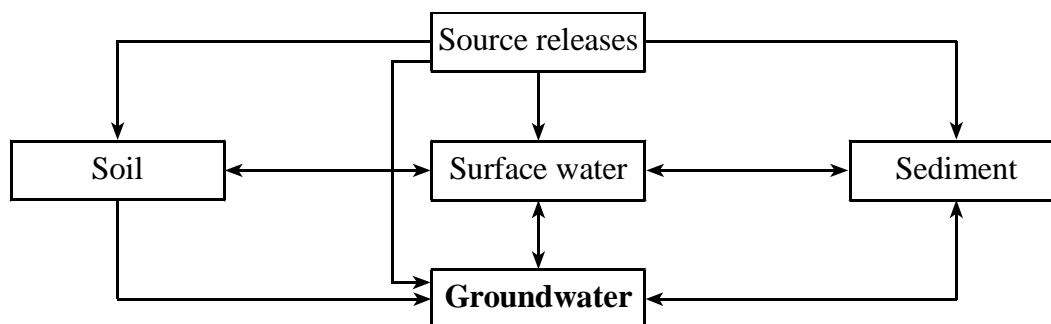 Source releases
Soil
Surface water
Sediment
Groundwater